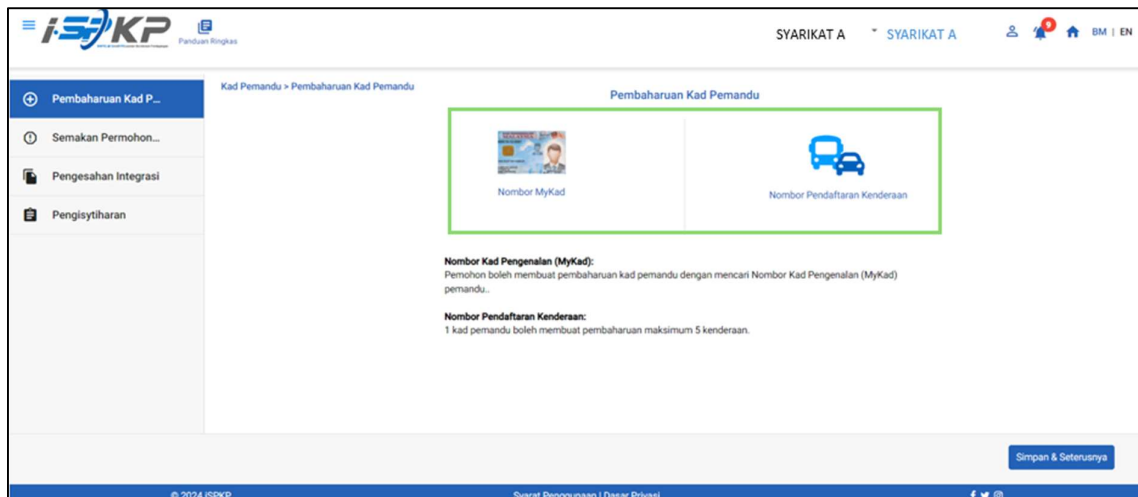 iSPKP
Panduan Ringkas
SYARIKAT A
SYARIKAT A
9
BM | EN
Pembaharuan Kad P...
Semakan Permohon...
Pengesahan Integrasi
Pengisytiharan
Kad Pemandu > Pembaharuan Kad Pemandu
Pembaharuan Kad Pemandu
MALAYSIA
Nombor MyKad
Nombor Pendaftaran Kenderaan
Nombor Kad Pengenalan (MyKad):
Pemohon boleh membuat pembaharuan kad pemandu dengan mencari Nombor Kad Pengenalan (MyKad)
pemandu..
Nombor Pendaftaran Kenderaan:
1 kad pemandu boleh membuat pembaharuan maksimum 5 kenderaan.
Simpan & Seterusnya
© 2024 iSPKP
Syarat Penggunaan | Dasar Privasi